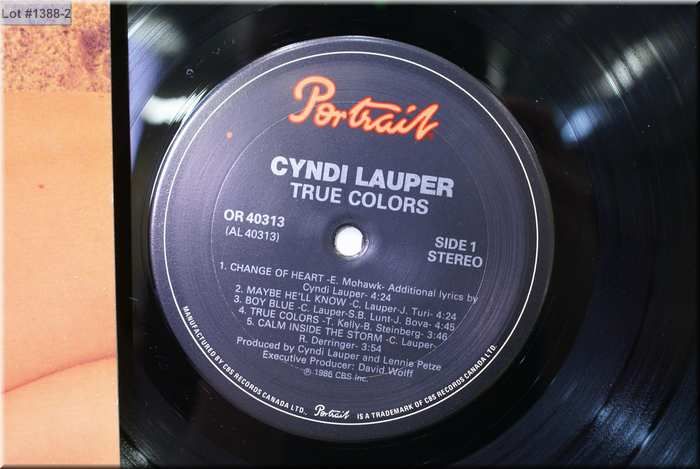 Lot #1388-2
Portrait
CYNDI LAUPER
TRUE COLORS
OR 40313
(AL 40313)
SIDE 1
STEREO
1. CHANGE OF HEART -E. Mohawk- Additional lyrics by
Cyndi Lauper- 4:24
2. MAYBE HE'LL KNOW -C. Lauper-J. Turi- 4:24
3. BOY BLUE -C. Lauper-S.B. Lunt-J. Bova- 4:45
4. TRUE COLORS -T. Kelly-B. Steinberg- 3:46
5. CALM INSIDE THE STORM -C. Lauper-
R. Derringer- 3:54
Produced by Cyndi Lauper and Lennie Petze
Executive Producer: David Wolff
℗ 1986 CBS Inc.
MANUFACTURED BY CBS RECORDS CANADA LTD. Portrait IS A TRADEMARK OF CBS RECORDS CANADA LTD.